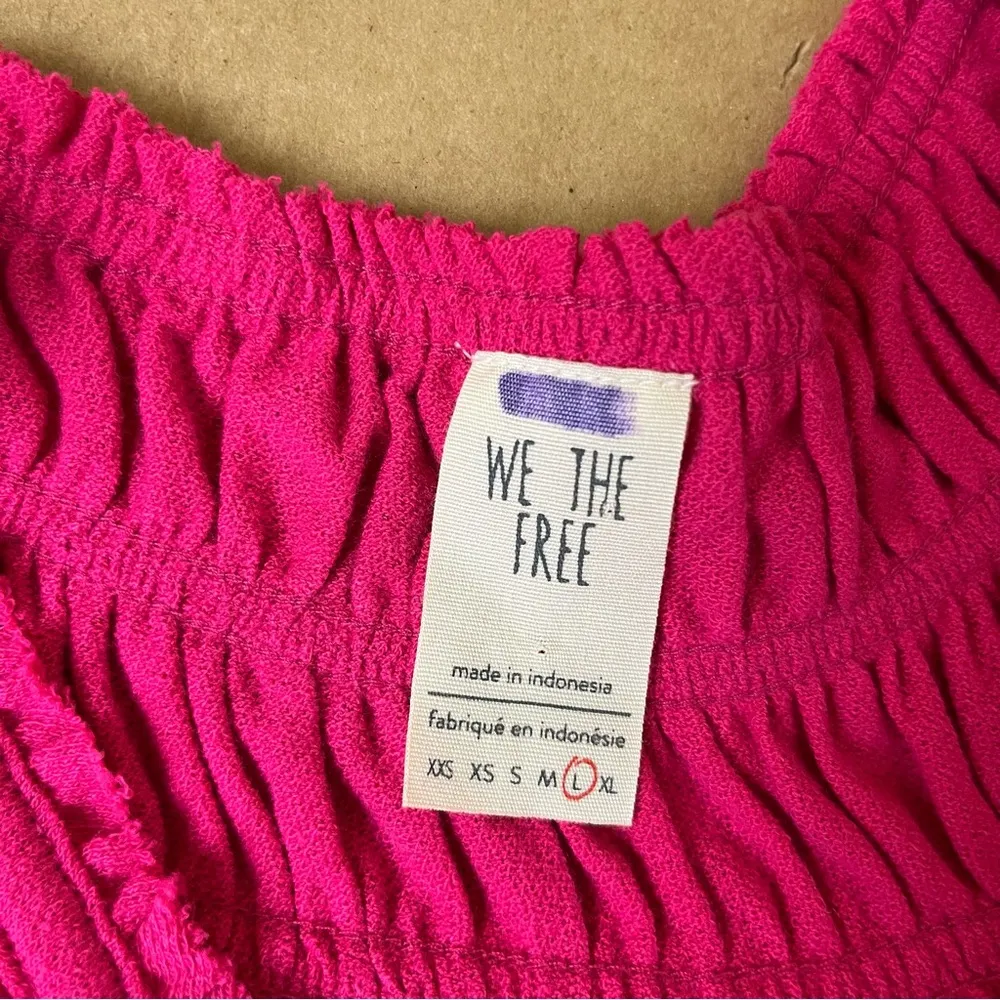 WE THE
FREE
made in indonesia
fabriqué en indonésie
XXS XS S M L XL